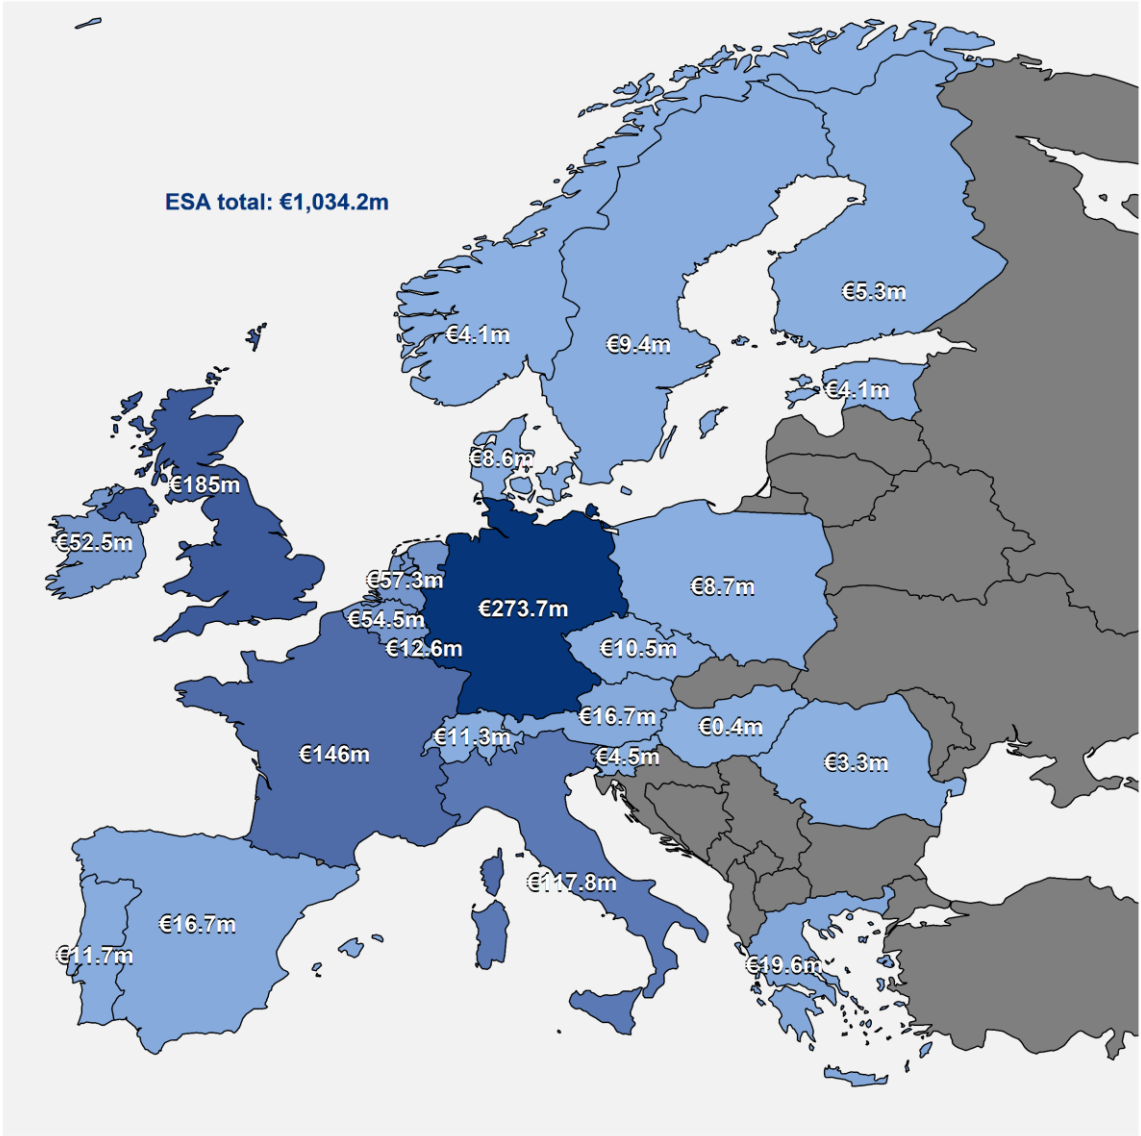 ESA total: €1,034.2m
€5.3m
€4.1m
€9.4m
€4.1m
€8.6m
€185m
€52.5m
€57.3m
€8.7m
€273.7m
€54.5m
€12.6m
€10.5m
€16.7m
€0.4m
€11.3m
€146m
€4.5m
€3.3m
€117.8m
€16.7m
€11.7m
€19.6m